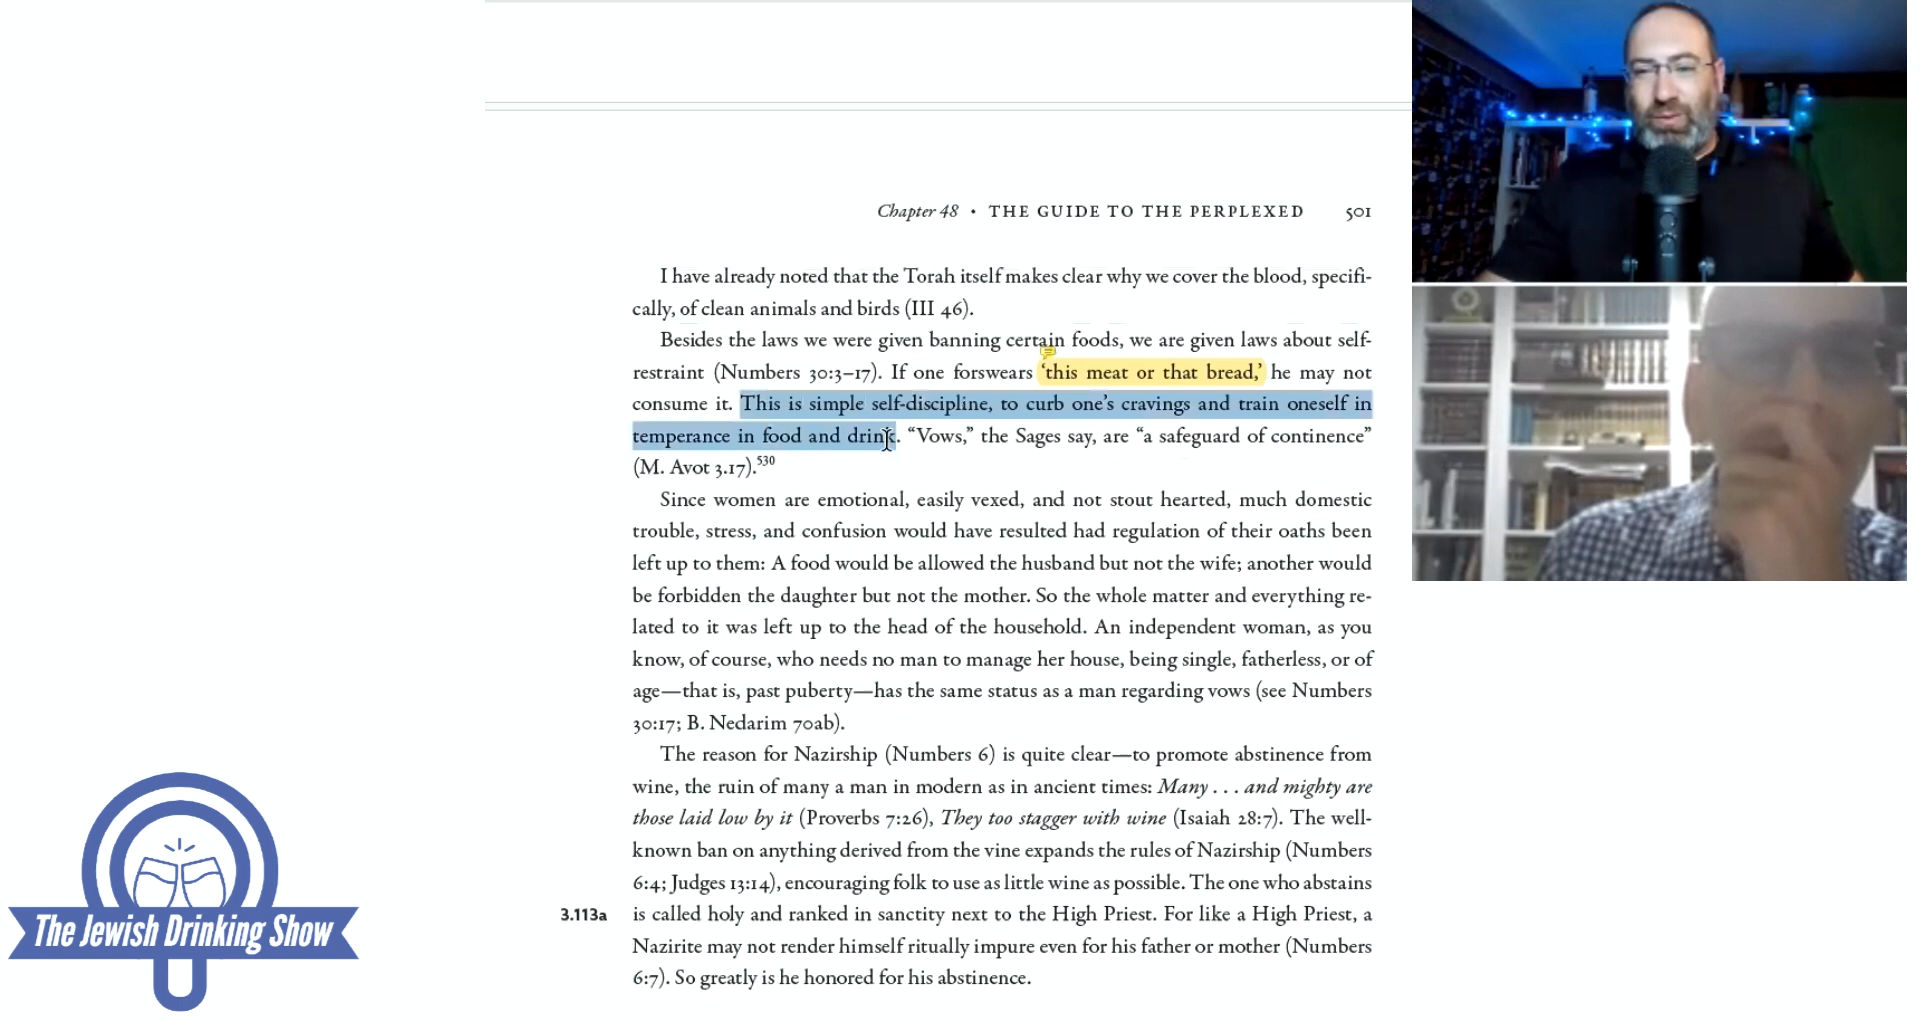 Chapter 48 • THE GUIDE TO THE PERPLEXED 501
I have already noted that the Torah itself makes clear why we cover the blood, specifi-
cally, of clean animals and birds (III 46).
Besides the laws we were given banning certain foods, we are given laws about self-
restraint (Numbers 30:3–17). If one forswears ‘this meat or that bread,’ he may not
consume it. This is simple self-discipline, to curb one’s cravings and train oneself in
temperance in food and drink. “Vows,” the Sages say, are “a safeguard of continence”
(M. Avot 3.17).530
Since women are emotional, easily vexed, and not stout hearted, much domestic
trouble, stress, and confusion would have resulted had regulation of their oaths been
left up to them: A food would be allowed the husband but not the wife; another would
be forbidden the daughter but not the mother. So the whole matter and everything re-
lated to it was left up to the head of the household. An independent woman, as you
know, of course, who needs no man to manage her house, being single, fatherless, or of
age—that is, past puberty—has the same status as a man regarding vows (see Numbers
30:17; B. Nedarim 70ab).
The reason for Nazirship (Numbers 6) is quite clear—to promote abstinence from
wine, the ruin of many a man in modern as in ancient times: Many . . . and mighty are
those laid low by it (Proverbs 7:26), They too stagger with wine (Isaiah 28:7). The well-
known ban on anything derived from the vine expands the rules of Nazirship (Numbers
6:4; Judges 13:14), encouraging folk to use as little wine as possible. The one who abstains
3.113a is called holy and ranked in sanctity next to the High Priest. For like a High Priest, a
Nazirite may not render himself ritually impure even for his father or mother (Numbers
6:7). So greatly is he honored for his abstinence.
The Jewish Drinking Show